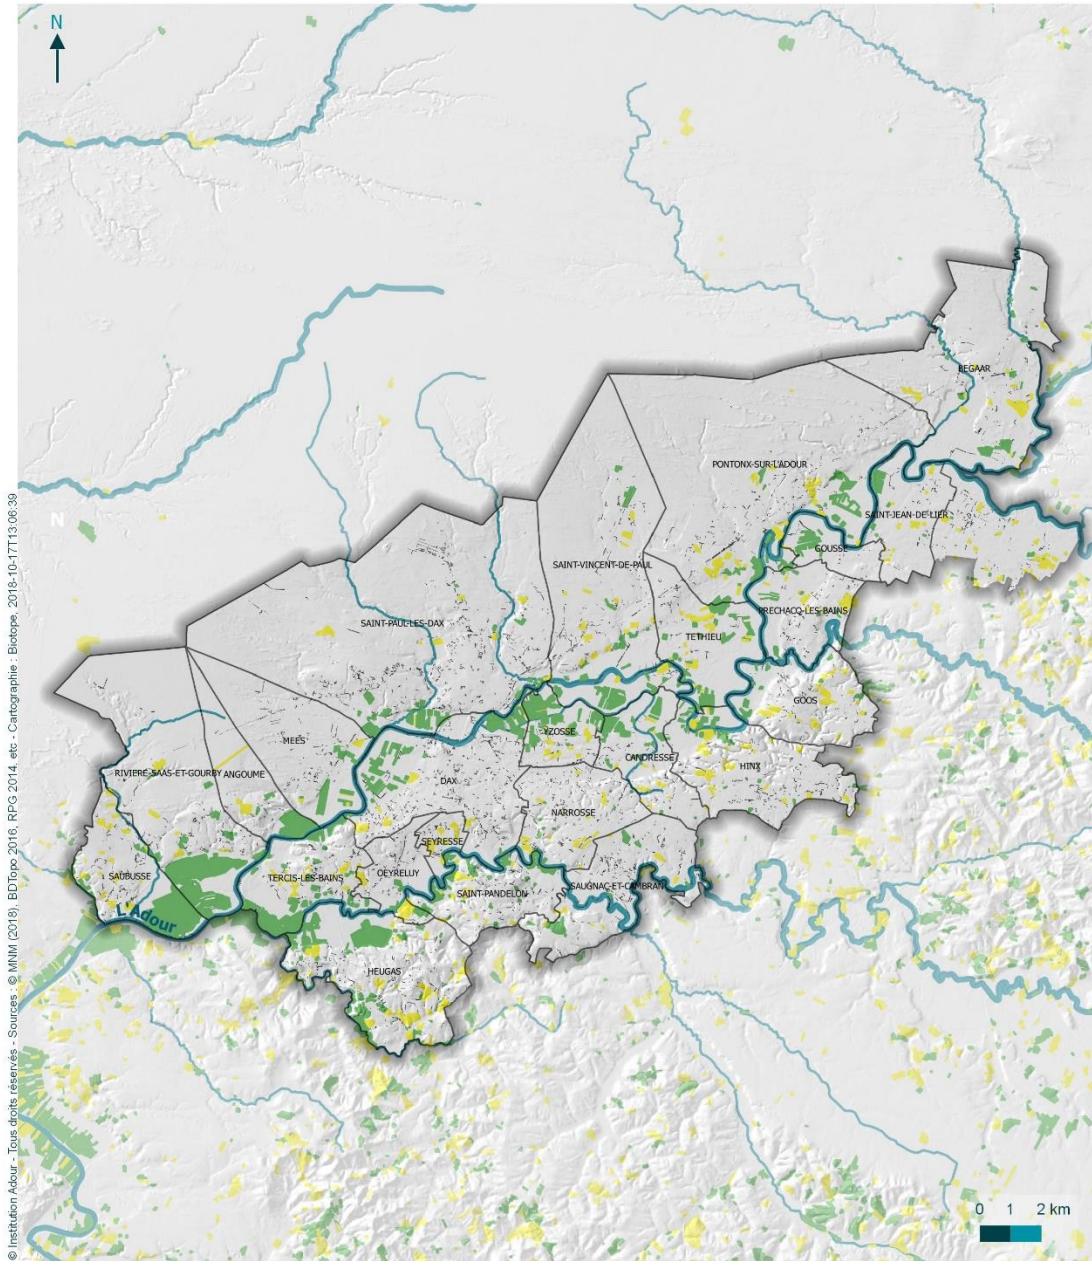 N
BEGAAR
PONTONX-SUR-L'ADOUR
SAINT-JEAN-DE-LIER
GOUSSE
SAINT-VINCENT-DE-PAUL
PRECHACQ-LES-BAINS
SAINT-PAUL-LES-DAX
TETHIEU
GOOS
YZOSSE
MEES
CANDRESSE
HINX
RIVIERE-SAAS-ET-GOURBY
ANGOUME
DAX
NARROSSE
SEYRESSE
SAUBUSSE
TERCIS-LES-BAINS
OEYRELUY
SAINT-PANDELON
SAUGNAC-ET-CAMBRAN
L'Adour
HEUGAS
0 1 2 km
N
© Institution Adour - Tous droits réservés - Sources : © MNM (2018), BDTopo 2016, RPG 2014, etc - Cartographie : Biotope, 2018-10-17T13:06:39